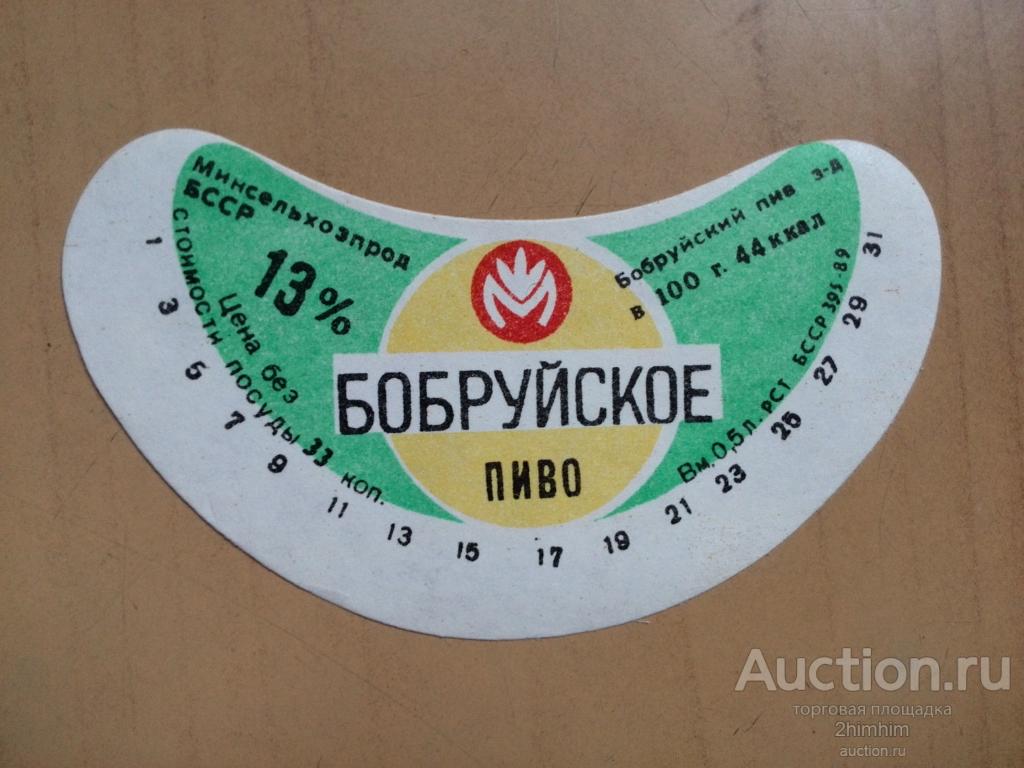 Минсельхозпрод
БССР
13%
Цена без
стоимости посуды 33 коп.
Бобруйский пив з-д
в 100 г. 44 ккал
БОБРУЙСКОЕ
ПИВО
Вм. 0,5 л. РСТ БССР 395-89
1 3 5 7 9 11 13 15 17 19 21 23 25 27 29 31
Auction.ru
торговая площадка
2himhim
auction.ru